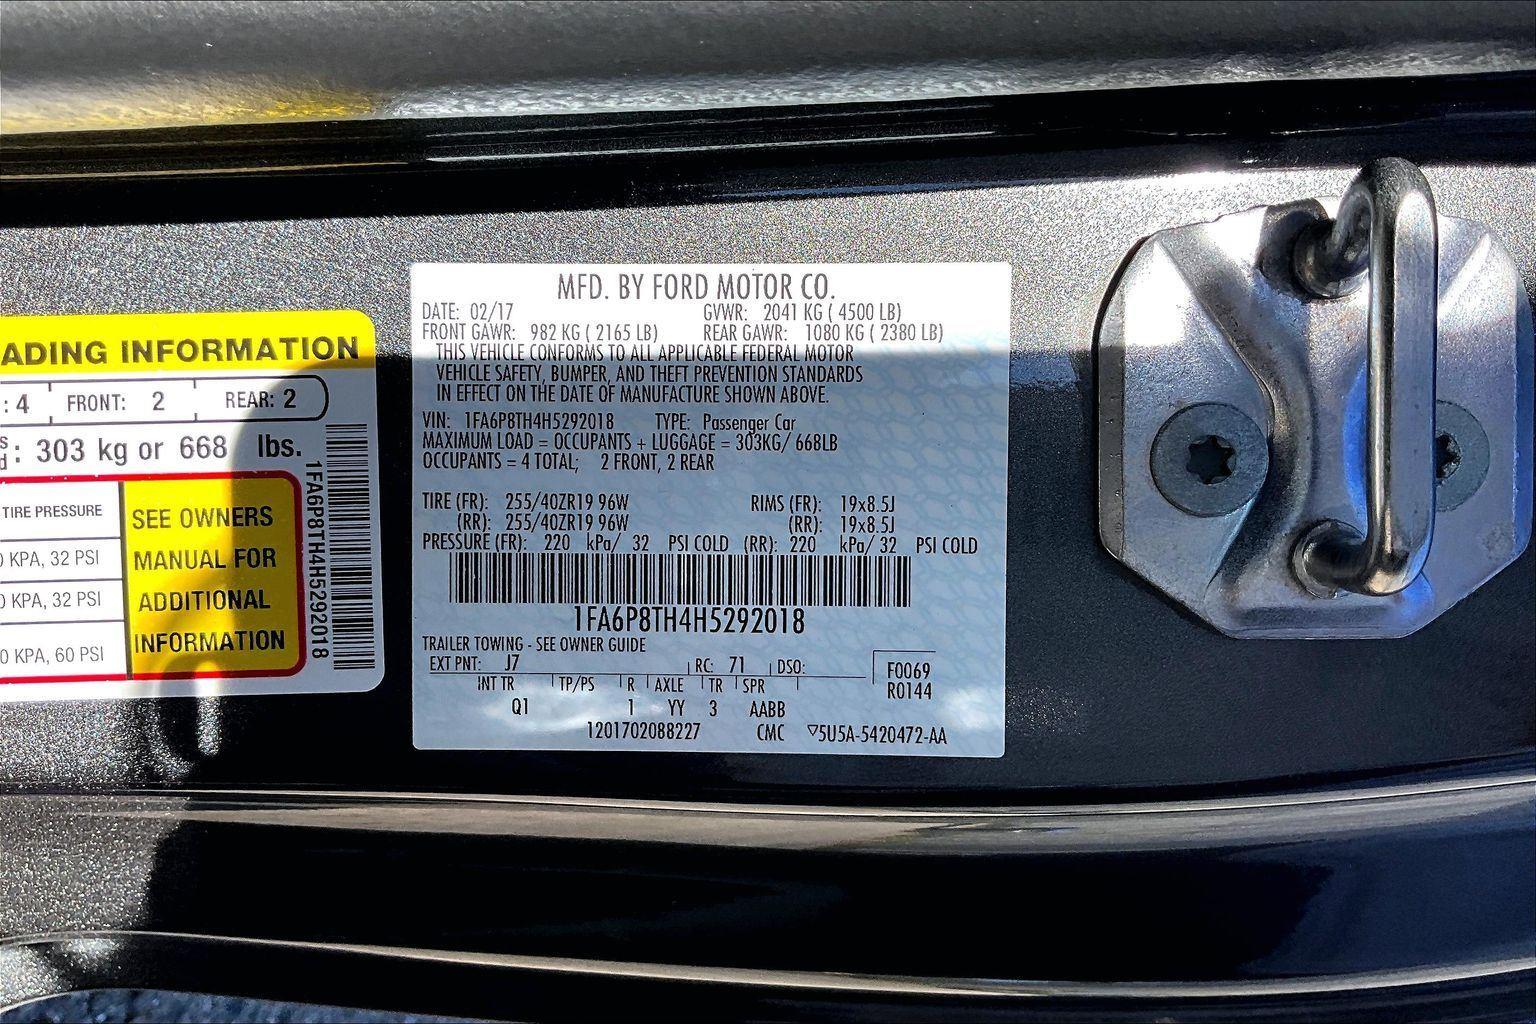 ADING INFORMATION
: 4 FRONT: 2 REAR: 2
s
d: 303 kg or 668 lbs.
TIRE PRESSURE
0 KPA, 32 PSI
0 KPA, 32 PSI
0 KPA, 60 PSI
SEE OWNERS
MANUAL FOR
ADDITIONAL
INFORMATION
1FA6P8TH4H5292018
MFD. BY FORD MOTOR CO.
DATE: 02/17 GVWR: 2041 KG ( 4500 LB)
FRONT GAWR: 982 KG ( 2165 LB) REAR GAWR: 1080 KG ( 2380 LB)
THIS VEHICLE CONFORMS TO ALL APPLICABLE FEDERAL MOTOR
VEHICLE SAFETY, BUMPER, AND THEFT PREVENTION STANDARDS
IN EFFECT ON THE DATE OF MANUFACTURE SHOWN ABOVE.
VIN: 1FA6P8TH4H5292018 TYPE: Passenger Car
MAXIMUM LOAD = OCCUPANTS + LUGGAGE = 303KG/ 668LB
OCCUPANTS = 4 TOTAL; 2 FRONT, 2 REAR
TIRE (FR): 255/40ZR19 96W RIMS (FR): 19x8.5J
(RR): 255/40ZR19 96W (RR): 19x8.5J
PRESSURE (FR): 220 kPa/ 32 PSI COLD (RR): 220 kPa/ 32 PSI COLD
1FA6P8TH4H5292018
TRAILER TOWING - SEE OWNER GUIDE
EXT PNT: J7 RC: 71 DSO: F0069
R0144
INT TR TP/PS R AXLE TR SPR
Q1 1 YY 3 AABB
1201702088227 CMC ▽5U5A-5420472-AA